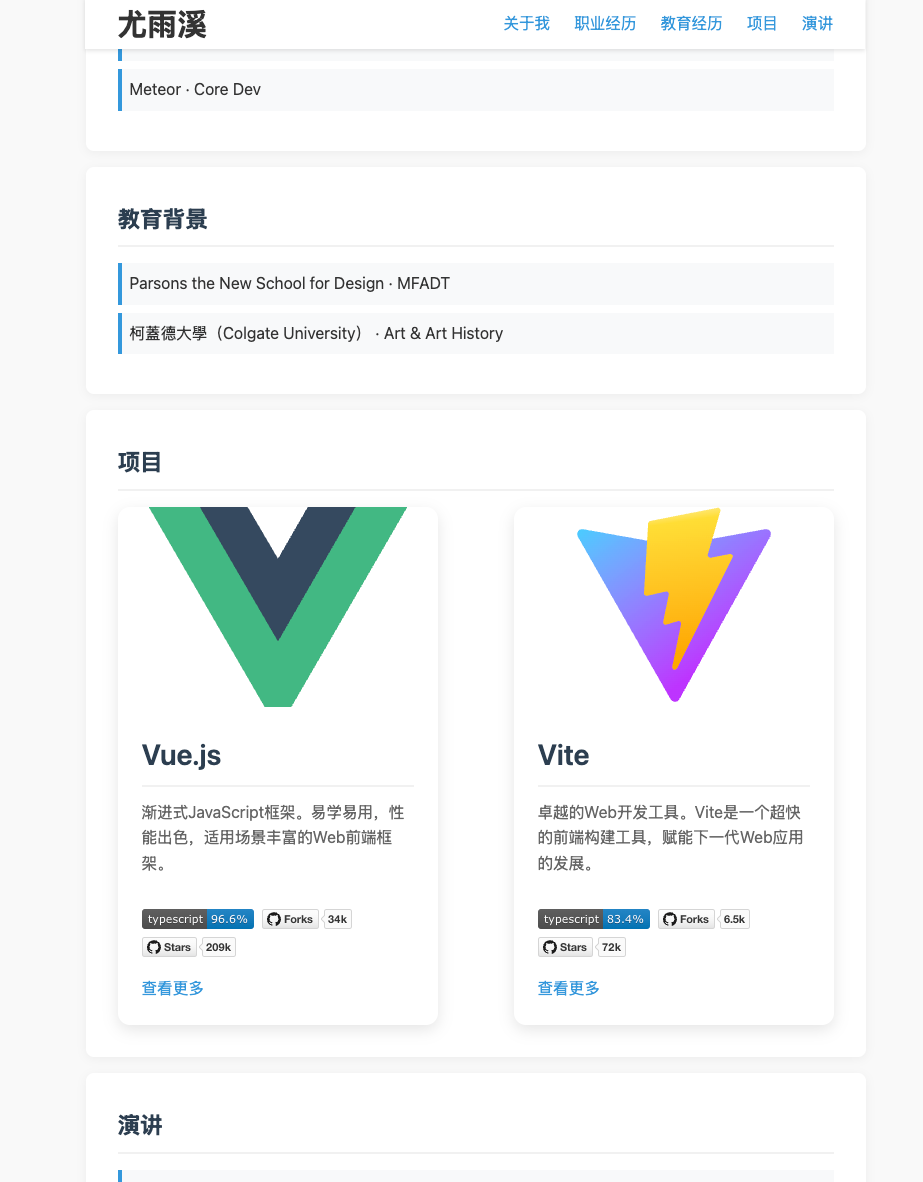 尤雨溪
关于我 职业经历 教育经历 项目 演讲
Meteor · Core Dev
教育背景
Parsons the New School for Design · MFADT
柯蓋德大學（Colgate University） · Art & Art History
项目
Vue.js
渐进式JavaScript框架。易学易用，性
能出色，适用场景丰富的Web前端框
架。
typescript 96.6% Forks 34k
Stars 209k
查看更多
Vite
卓越的Web开发工具。Vite是一个超快
的前端构建工具，赋能下一代Web应用
的发展。
typescript 83.4% Forks 6.5k
Stars 72k
查看更多
演讲